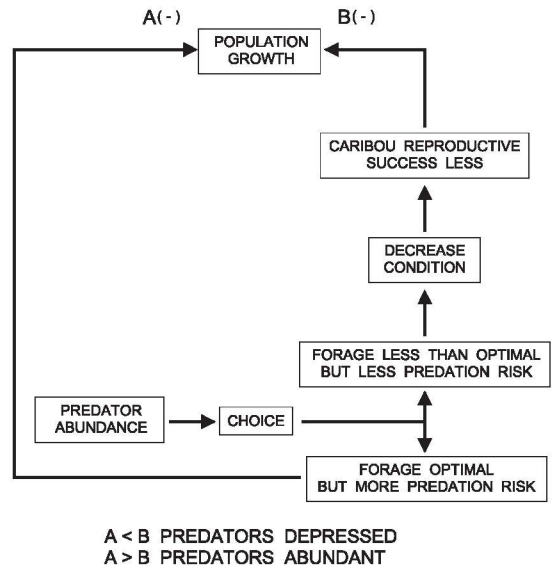 A(-)
B(-)
POPULATION
GROWTH
CARIBOU REPRODUCTIVE
SUCCESS LESS
DECREASE
CONDITION
FORAGE LESS THAN OPTIMAL
BUT LESS PREDATION RISK
PREDATOR
ABUNDANCE
CHOICE
FORAGE OPTIMAL
BUT MORE PREDATION RISK
A < B PREDATORS DEPRESSED
A > B PREDATORS ABUNDANT